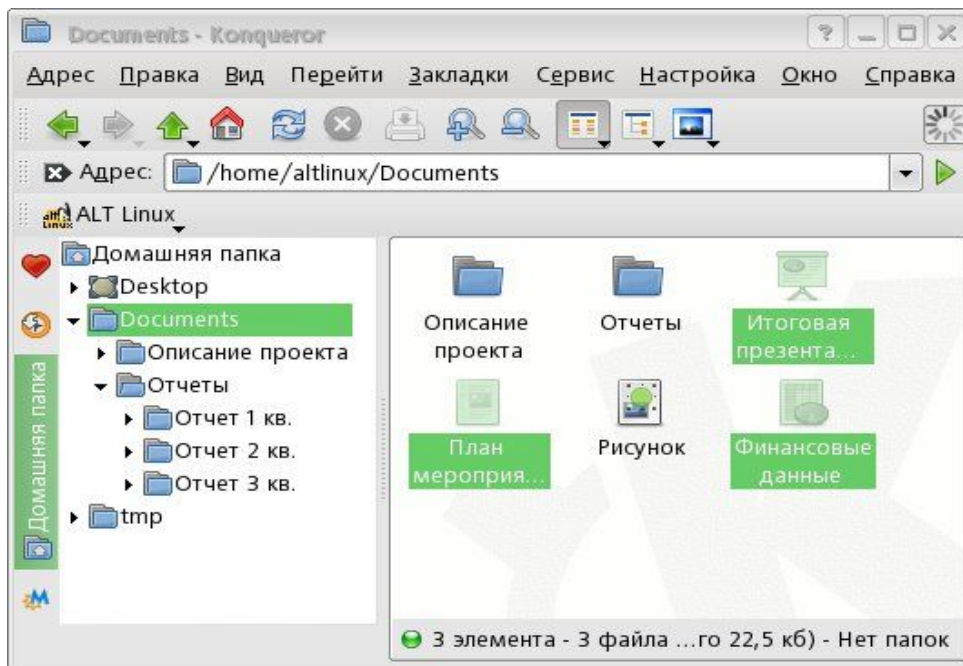 Documents - Konqueror
Адрес Правка Вид Перейти Закладки Сервис Настройка Окно Справка
Адрес: /home/altlinux/Documents
ALT Linux
Домашняя папка
Домашняя папка
Desktop
Documents
Описание проекта
Отчеты
Отчет 1 кв.
Отчет 2 кв.
Отчет 3 кв.
tmp
Описание
проекта
Отчеты
Итоговая
презента...
План
мероприя...
Рисунок
Финансовые
данные
3 элемента - 3 файла ...го 22,5 кб) - Нет папок